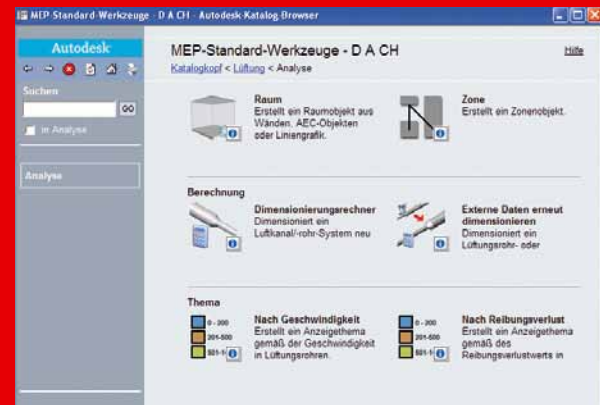 MEP-Standard-Werkzeuge - D A CH - Autodesk-Katalog-Browser
Autodesk
Suchen
GO
in Analyse
Analyse
MEP-Standard-Werkzeuge - D A CH
Hilfe
Katalogkopf < Lüftung < Analyse
Raum
Erstellt ein Raumobjekt aus
Wänden, AEC-Objekten
oder Liniengrafik.
Zone
Erstellt ein Zonenobjekt.
Berechnung
Dimensionierungsrechner
Dimensioniert ein
Luftkanal/-rohr-System neu
Externe Daten erneut
dimensionieren
Dimensioniert ein
Lüftungsrohr- oder
Thema
0 - 200
201-500
501-1
Nach Geschwindigkeit
Erstellt ein Anzeigethema
gemäß der Geschwindigkeit
in Lüftungsrohren.
0 - 200
201-500
501-1
Nach Reibungsverlust
Erstellt ein Anzeigethema
gemäß des
Reibungsverlustwerts in